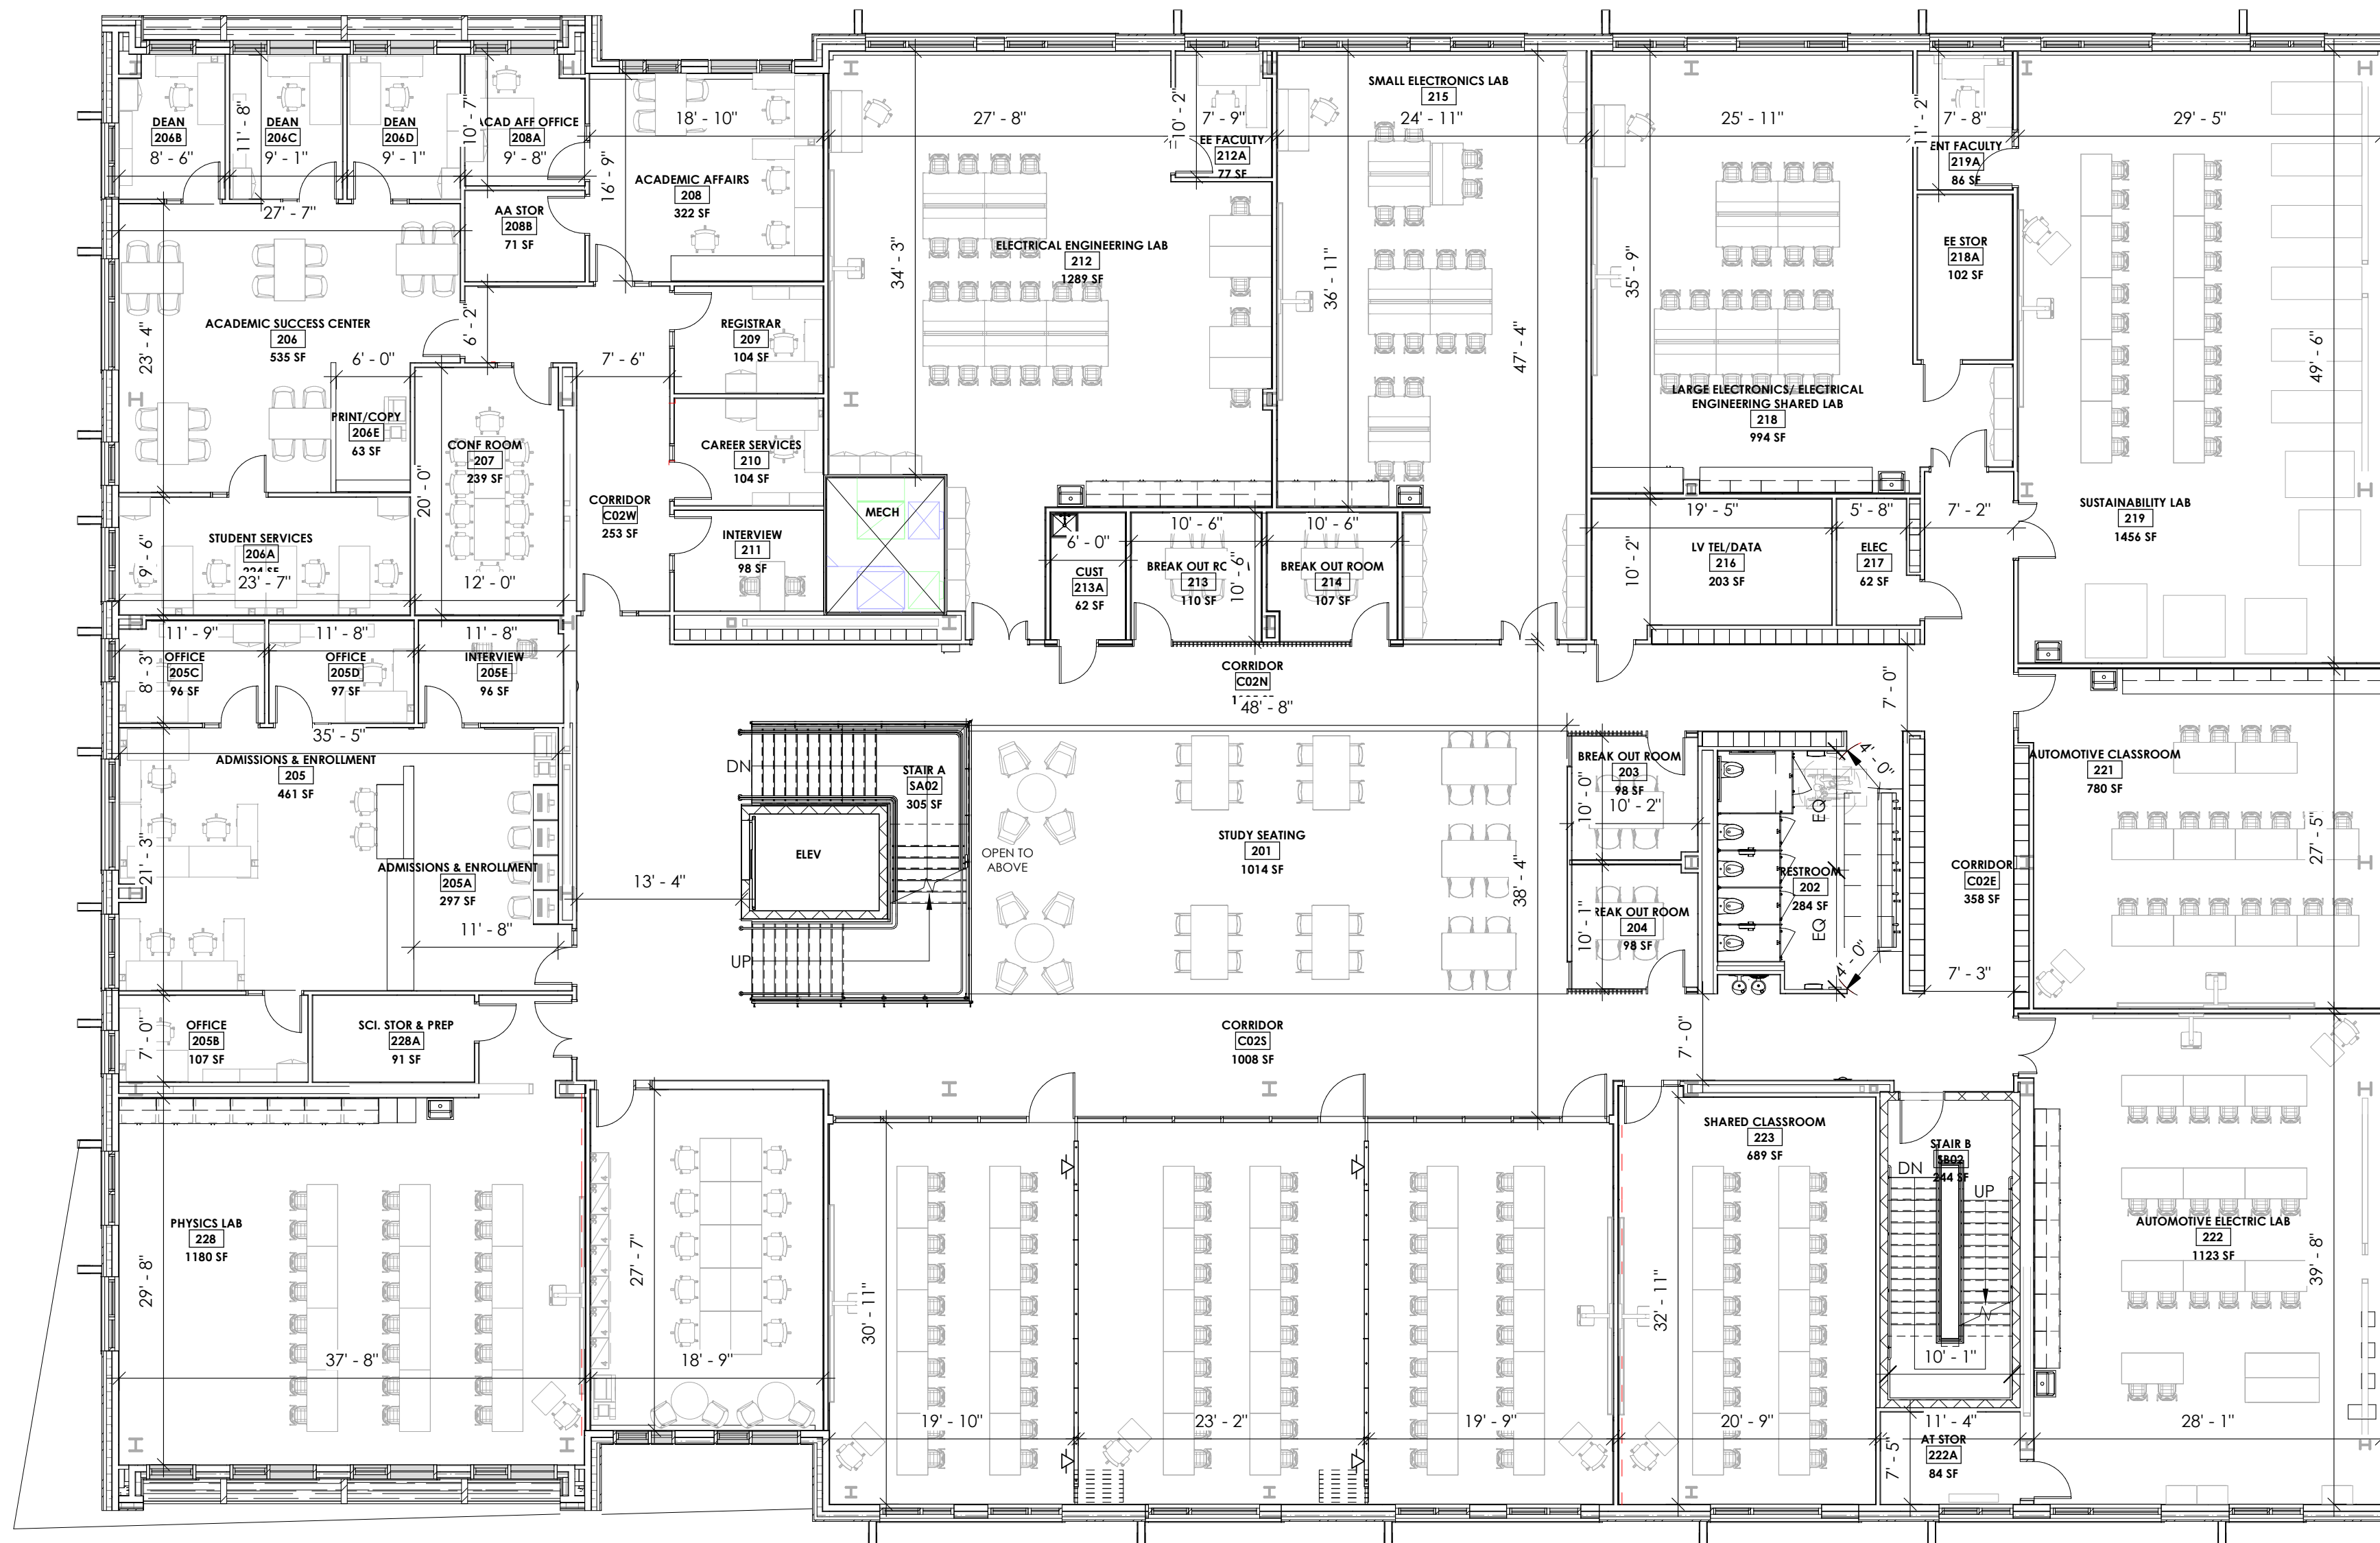 DEAN
206B
8' - 6"
11' - 8"
DEAN
206C
9' - 1"
DEAN
206D
9' - 1"
10' - 7"
ACAD AFF OFFICE
208A
9' - 8"
18' - 10"
16' - 9"
ACADEMIC AFFAIRS
208
322 SF
27' - 7"
AA STOR
208B
71 SF
27' - 8"
34' - 3"
ELECTRICAL ENGINEERING LAB
212
1289 SF
10' - 2"
7' - 9"
EE FACULTY
212A
77 SF
SMALL ELECTRONICS LAB
215
24' - 11"
36' - 11"
47' - 4"
25' - 11"
35' - 9"
11' - 2"
7' - 8"
ENT FACULTY
219A
86 SF
EE STOR
218A
102 SF
29' - 5"
49' - 6"
ACADEMIC SUCCESS CENTER
206
535 SF
23' - 4"
6' - 0"
6' - 2"
7' - 6"
REGISTRAR
209
104 SF
PRINT/COPY
206E
63 SF
CONF ROOM
207
239 SF
20' - 0"
12' - 0"
CAREER SERVICES
210
104 SF
CORRIDOR
C02W
253 SF
INTERVIEW
211
98 SF
MECH
LARGE ELECTRONICS/ ELECTRICAL
ENGINEERING SHARED LAB
218
994 SF
SUSTAINABILITY LAB
219
1456 SF
STUDENT SERVICES
206A
9' - 6"
23' - 7"
6' - 0"
CUST
213A
62 SF
10' - 6"
10' - 6"
213
110 SF
10' - 6"
BREAK OUT ROOM
214
107 SF
19' - 5"
10' - 2"
LV TEL/DATA
216
203 SF
5' - 8"
ELEC
217
62 SF
7' - 2"
11' - 9"
8' - 3"
OFFICE
205C
96 SF
11' - 8"
OFFICE
205D
97 SF
11' - 8"
INTERVIEW
205E
96 SF
CORRIDOR
C02N
48' - 8"
7' - 0"
35' - 5"
ADMISSIONS & ENROLLMENT
205
461 SF
21' - 3"
ADMISSIONS & ENROLLMENT
205A
297 SF
11' - 8"
13' - 4"
DN
STAIR A
SA02
305 SF
ELEV
UP
OPEN TO
ABOVE
STUDY SEATING
201
1014 SF
38' - 4"
BREAK OUT ROOM
203
98 SF
10' - 0"
10' - 2"
BREAK OUT ROOM
204
98 SF
10' - 1"
4' - 0"
EQ
RESTROOM
202
284 SF
EQ
4' - 0"
CORRIDOR
C02E
358 SF
7' - 3"
AUTOMOTIVE CLASSROOM
221
780 SF
27' - 5"
7' - 0"
OFFICE
205B
107 SF
SCI. STOR & PREP
228A
91 SF
CORRIDOR
C02S
1008 SF
7' - 0"
PHYSICS LAB
228
1180 SF
29' - 8"
37' - 8"
27' - 7"
18' - 9"
30' - 11"
19' - 10"
23' - 2"
19' - 9"
SHARED CLASSROOM
223
689 SF
32' - 11"
20' - 9"
STAIR B
SB02
244 SF
DN
UP
10' - 1"
11' - 4"
7' - 5"
AT STOR
222A
84 SF
AUTOMOTIVE ELECTRIC LAB
222
1123 SF
39' - 8"
28' - 1"